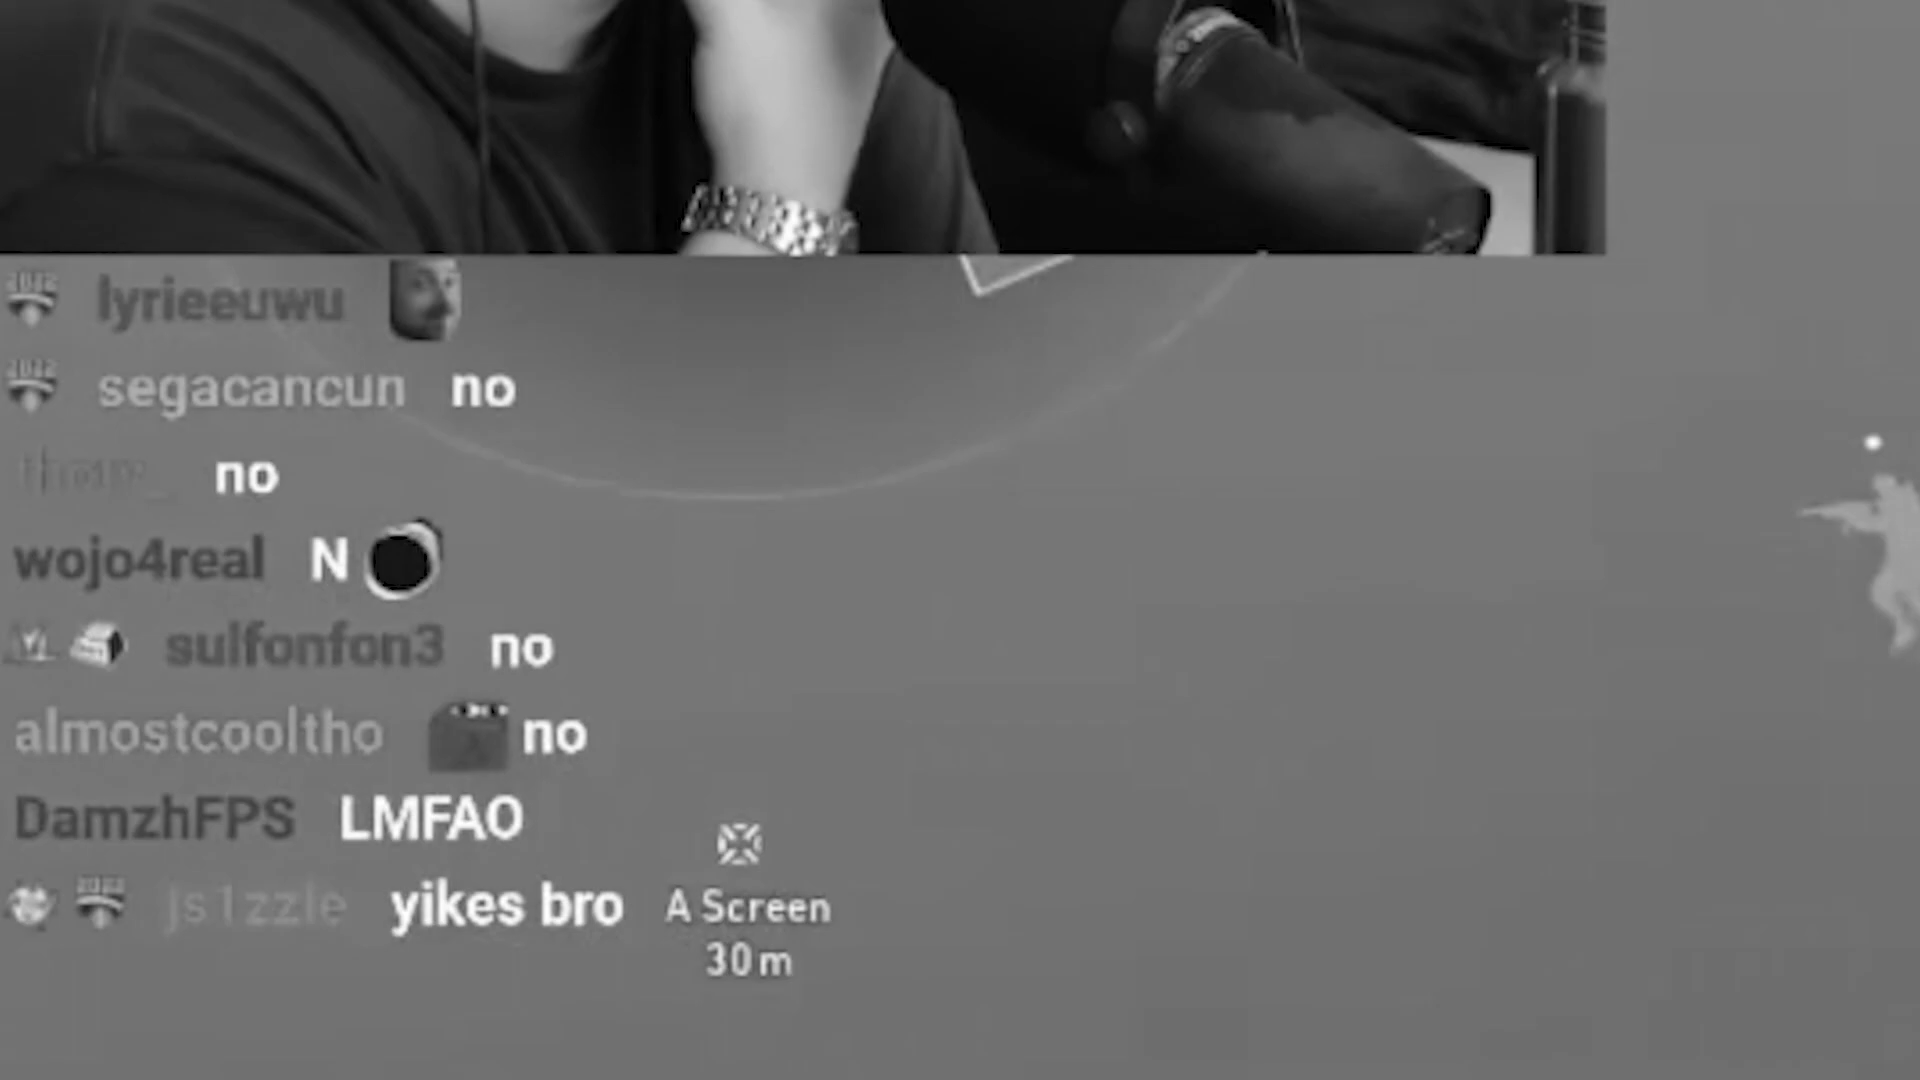 lyrieeuwu
segacancun no
no
wojo4real N
sulfonfon3 no
almostcooltho no
DamzhFPS LMFAO
js1zzle yikes bro
A Screen
30 m